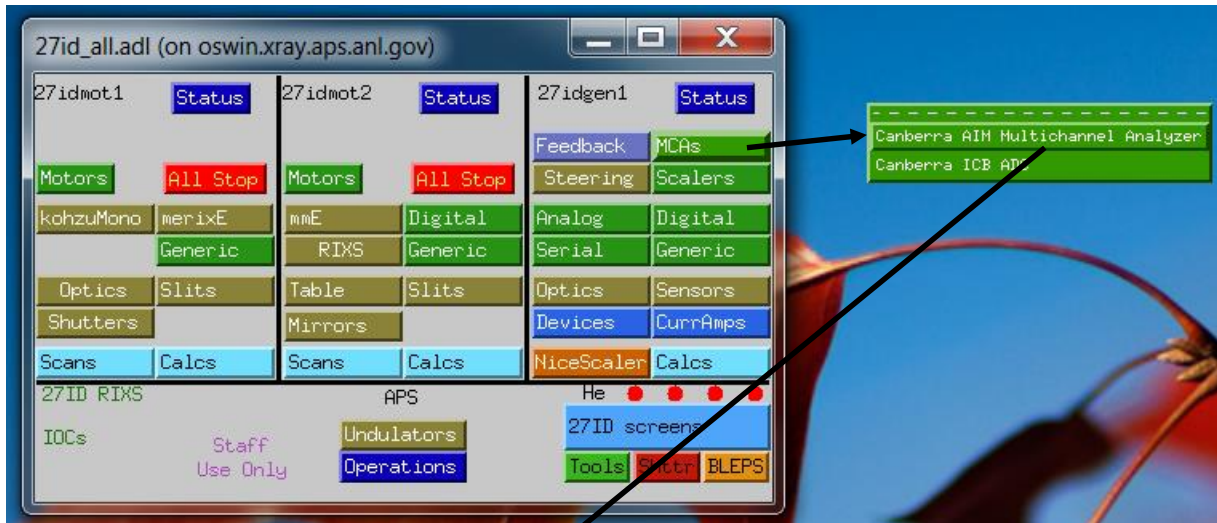 27id_all.adl (on oswin.xray.aps.anl.gov)
27idmot1 Status 27idmot2 Status 27idgen1 Status
Feedback MCAs
Motors All Stop Motors All Stop Steering Scalers
kohzuMono merixE mmE Digital Analog Digital
Generic RIXS Generic Serial Generic
Optics Slits Table Slits Optics Sensors
Shutters Mirrors Devices CurrAmps
Scans Calcs Scans Calcs NiceScaler Calcs
27ID RIXS APS He
IOCs Staff Use Only Undulators 27ID screens
Operations Tools Shttr BLEPS
Canberra AIM Multichannel Analyzer
Canberra ICB ADC